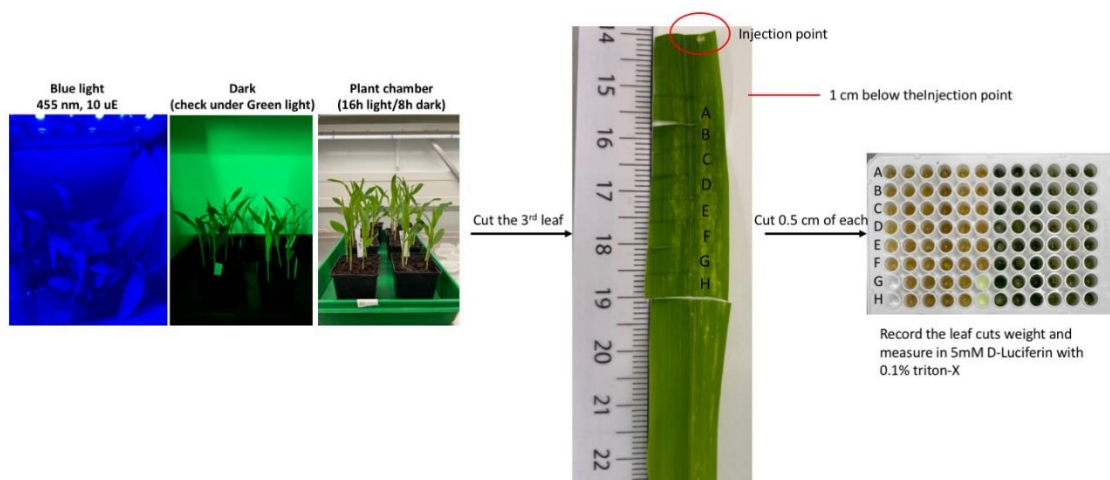 Blue light
455 nm, 10 uE
Dark
(check under Green light)
Plant chamber
(16h light/8h dark)
Cut the 3rd leaf
14
15
16
17
18
19
20
21
22
A
B
C
D
E
F
G
H
Injection point
1 cm below theInjection point
Cut 0.5 cm of each
A
B
C
D
E
F
G
H
Record the leaf cuts weight and
measure in 5mM D-Luciferin with
0.1% triton-X